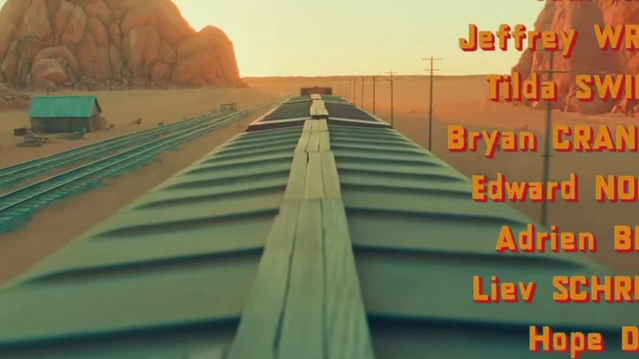 Jeffrey WR
Tilda SWI
Bryan CRAN
Edward NO
Adrien B
Liev SCHR
Hope D